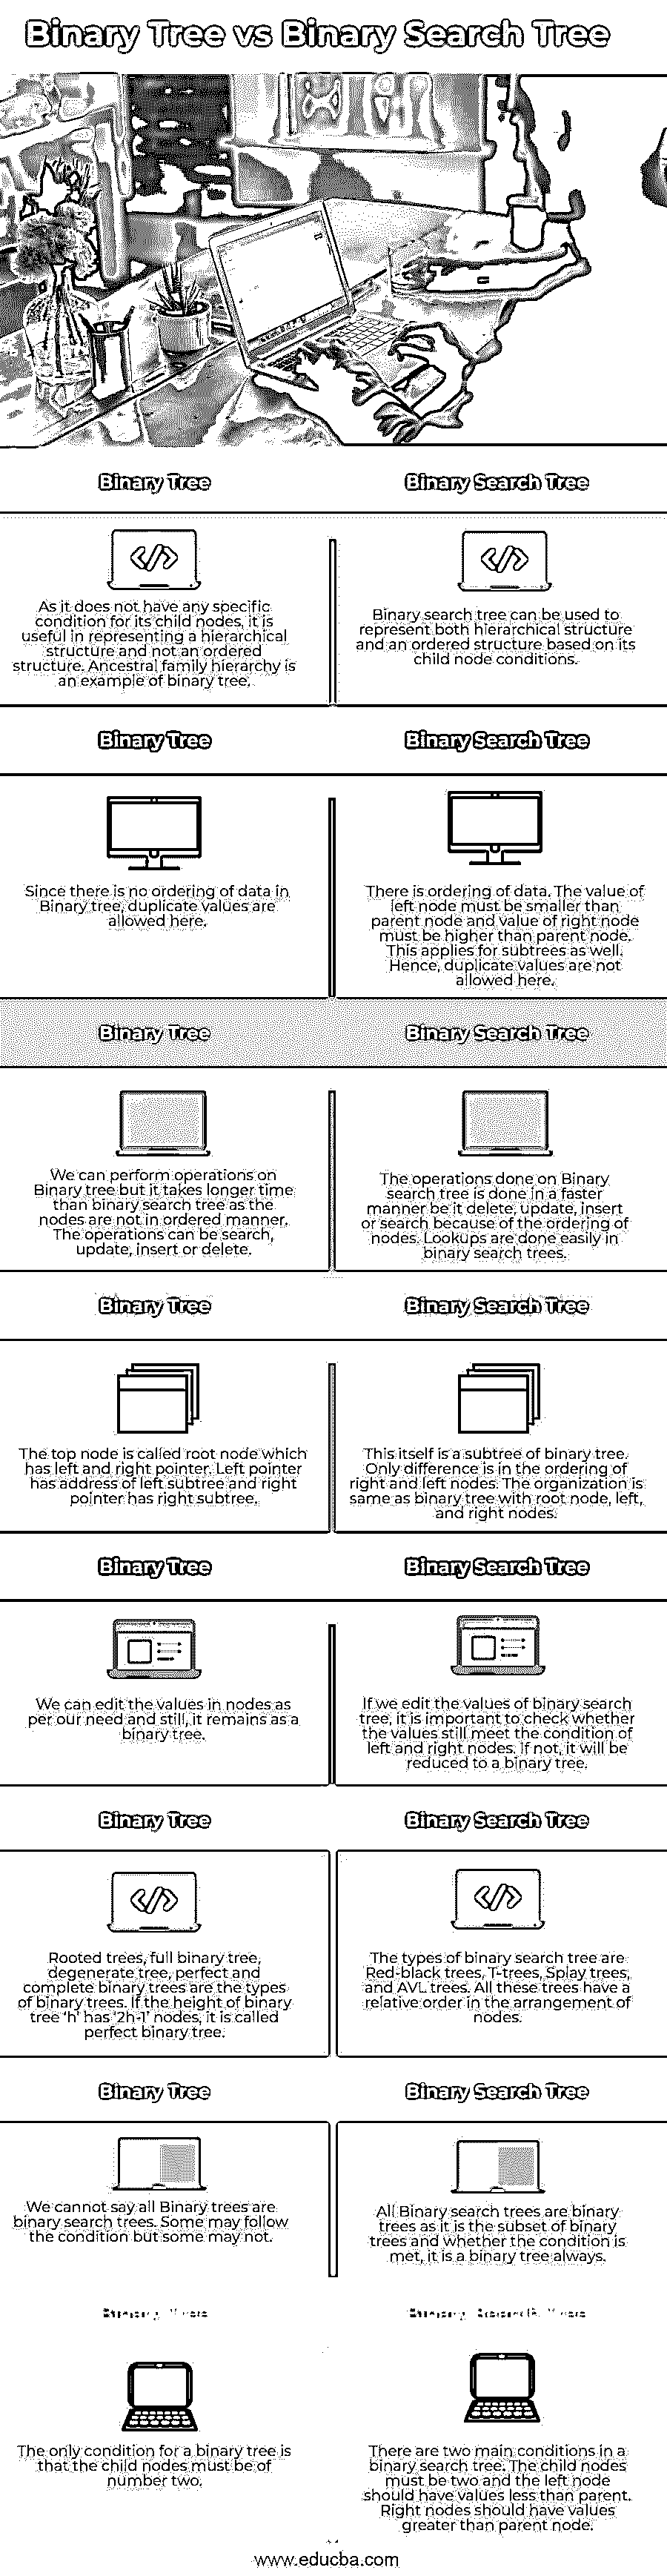 Binary Tree vs Binary Search Tree
Binary Tree
Binary Search Tree
As it does not have any specific
condition for its child nodes, it is
useful in representing a hierarchical
structure and not an ordered
structure. Ancestral family hierarchy is
an example of binary tree.
Binary search tree can be used to
represent both hierarchical structure
and an ordered structure based on its
child node conditions.
Binary Tree
Binary Search Tree
Since there is no ordering of data in
Binary tree, duplicate values are
allowed here.
There is ordering of data. The value of
left node must be smaller than
parent node and value of right node
must be higher than parent node.
This applies for subtrees as well.
Hence, duplicate values are not
allowed here.
Binary Tree
Binary Search Tree
We can perform operations on
Binary tree but it takes longer time
than binary search tree as the
nodes are not in ordered manner.
The operations can be search,
update, insert or delete.
The operations done on Binary
search tree is done in a faster
manner be it delete, update, insert
or search because of the ordering of
nodes. Lookups are done easily in
binary search trees.
Binary Tree
Binary Search Tree
The top node is called root node which
has left and right pointer. Left pointer
has address of left subtree and right
pointer has right subtree.
This itself is a subtree of binary tree.
Only difference is in the ordering of
right and left nodes. The organization is
same as binary tree with root node, left,
and right nodes.
Binary Tree
Binary Search Tree
We can edit the values in nodes as
per our need and still, it remains as a
binary tree.
If we edit the values of binary search
tree, it is important to check whether
the values still meet the condition of
left and right nodes. If not, it will be
reduced to a binary tree.
Binary Tree
Binary Search Tree
Rooted trees, full binary tree,
degenerate tree, perfect and
complete binary trees are the types
of binary trees. If the height of binary
tree 'h' has '2h-1' nodes, it is called
perfect binary tree.
The types of binary search tree are
Red-black trees, T-trees, Splay trees,
and AVL trees. All these trees have a
relative order in the arrangement of
nodes.
Binary Tree
Binary Search Tree
We cannot say all Binary trees are
binary search trees. Some may follow
the condition but some may not.
All Binary search trees are binary
trees as it is the subset of binary
trees and whether the condition is
met, it is a binary tree always.
The only condition for a binary tree is
that the child nodes must be of
number two.
There are two main conditions in a
binary search tree. The child nodes
must be two and the left node
should have values less than parent.
Right nodes should have values
greater than parent node.
www.educba.com